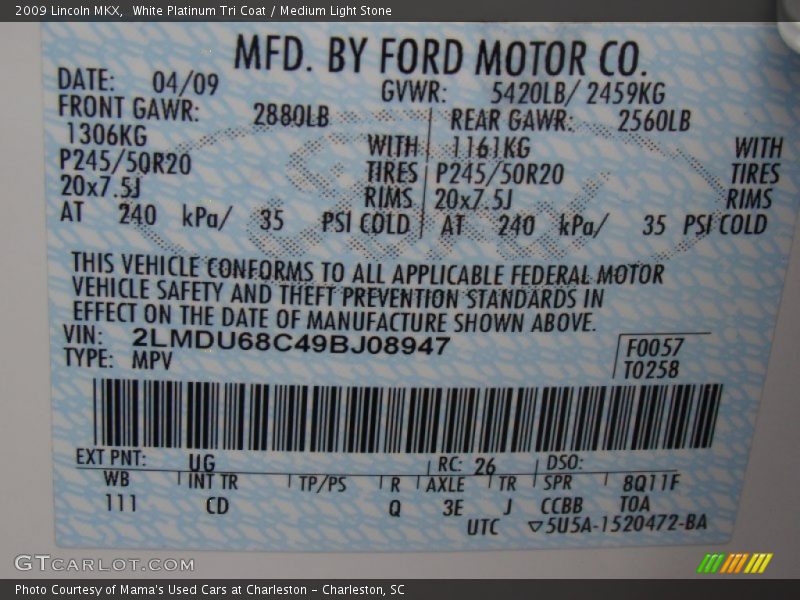 2009 Lincoln MKX, White Platinum Tri Coat / Medium Light Stone
MFD. BY FORD MOTOR CO.
DATE: 04/09 GVWR: 5420LB/ 2459KG
FRONT GAWR: 2880LB REAR GAWR: 2560LB
1306KG WITH 1161KG WITH
P245/50R20 TIRES P245/50R20 TIRES
20x7.5J RIMS 20x7.5J RIMS
AT 240 kPa/ 35 PSI COLD AT 240 kPa/ 35 PSI COLD
THIS VEHICLE CONFORMS TO ALL APPLICABLE FEDERAL MOTOR
VEHICLE SAFETY AND THEFT PREVENTION STANDARDS IN
EFFECT ON THE DATE OF MANUFACTURE SHOWN ABOVE.
VIN: 2LMDU68C49BJ08947 F0057
TYPE: MPV T0258
EXT PNT: UG RC: 26 DSO:
WB INT TR TP/PS R AXLE TR SPR 8Q11F
111 CD Q 3E J CCBB TOA
UTC ▽5U5A-1520472-BA
GTCARLOT.COM
Photo Courtesy of Mama's Used Cars at Charleston - Charleston, SC